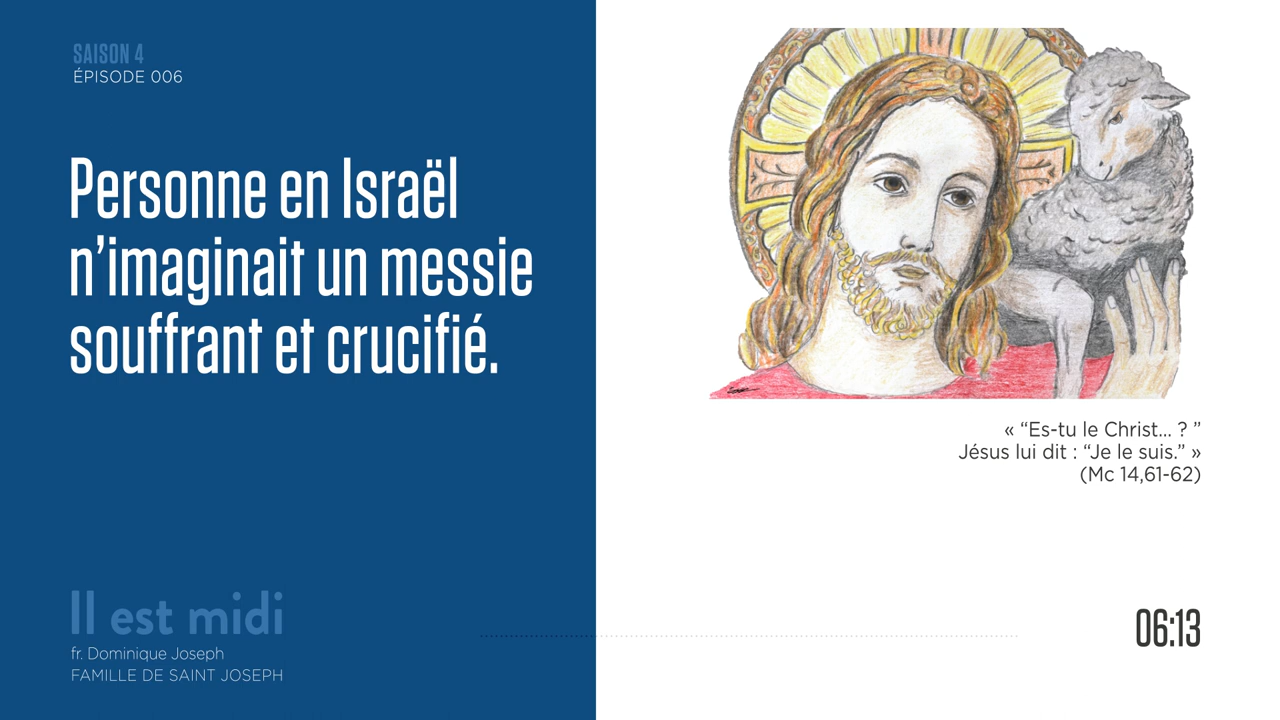 SAISON 4
ÉPISODE 006
Personne en Israël
n’imaginait un messie
souffrant et crucifié.
« “Es-tu le Christ... ? ”
Jésus lui dit : “Je le suis.” »
(Mc 14,61-62)
Il est midi
fr. Dominique Joseph
FAMILLE DE SAINT JOSEPH
06:13